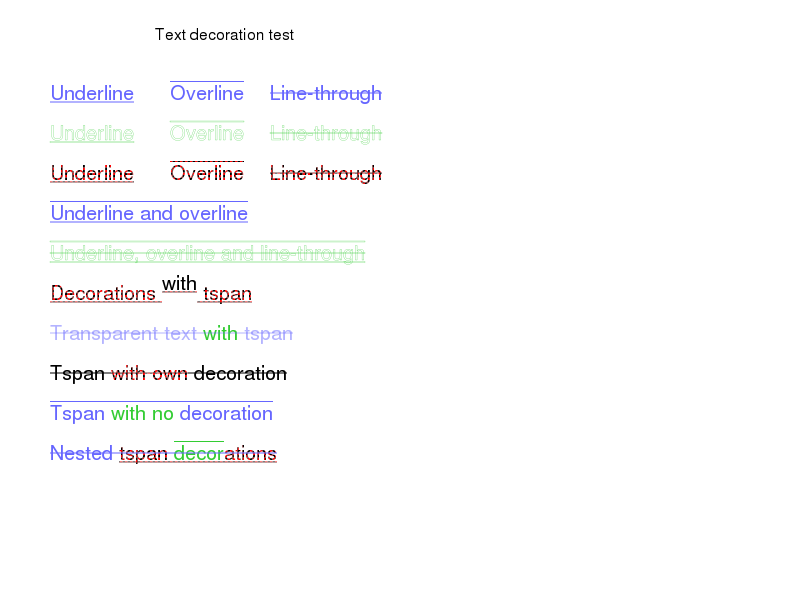 Text decoration test
Underline Overline Line-through
Underline Overline Line-through
Underline Overline Line-through
Underline and overline
Underline, overline and line-through
Decorations with tspan
Transparent text with tspan
Tspan with own decoration
Tspan with no decoration
Nested tspan decorations